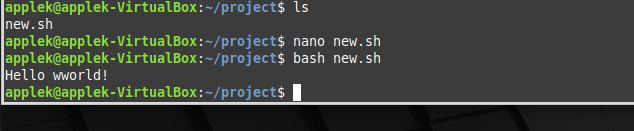 applek@applek-VirtualBox:~/project$ ls
new.sh
applek@applek-VirtualBox:~/project$ nano new.sh
applek@applek-VirtualBox:~/project$ bash new.sh
Hello wworld!
applek@applek-VirtualBox:~/project$